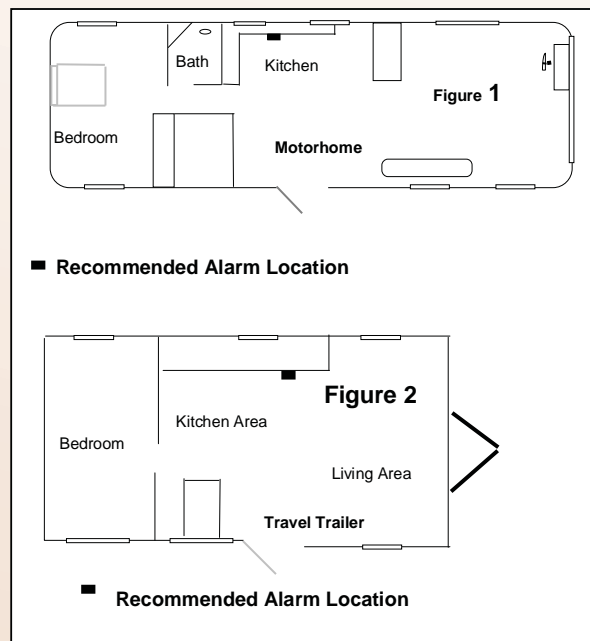 Bath
Kitchen
Figure 1
Bedroom
Motorhome
Recommended Alarm Location
Figure 2
Kitchen Area
Bedroom
Living Area
Travel Trailer
Recommended Alarm Location